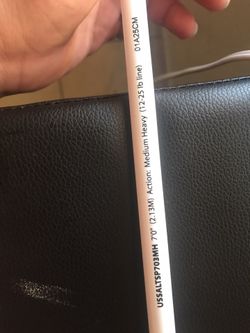 USSALTSP703MH 7'0" (2.13M) Action: Medium Heavy (12-25 lb line) 01A25CM